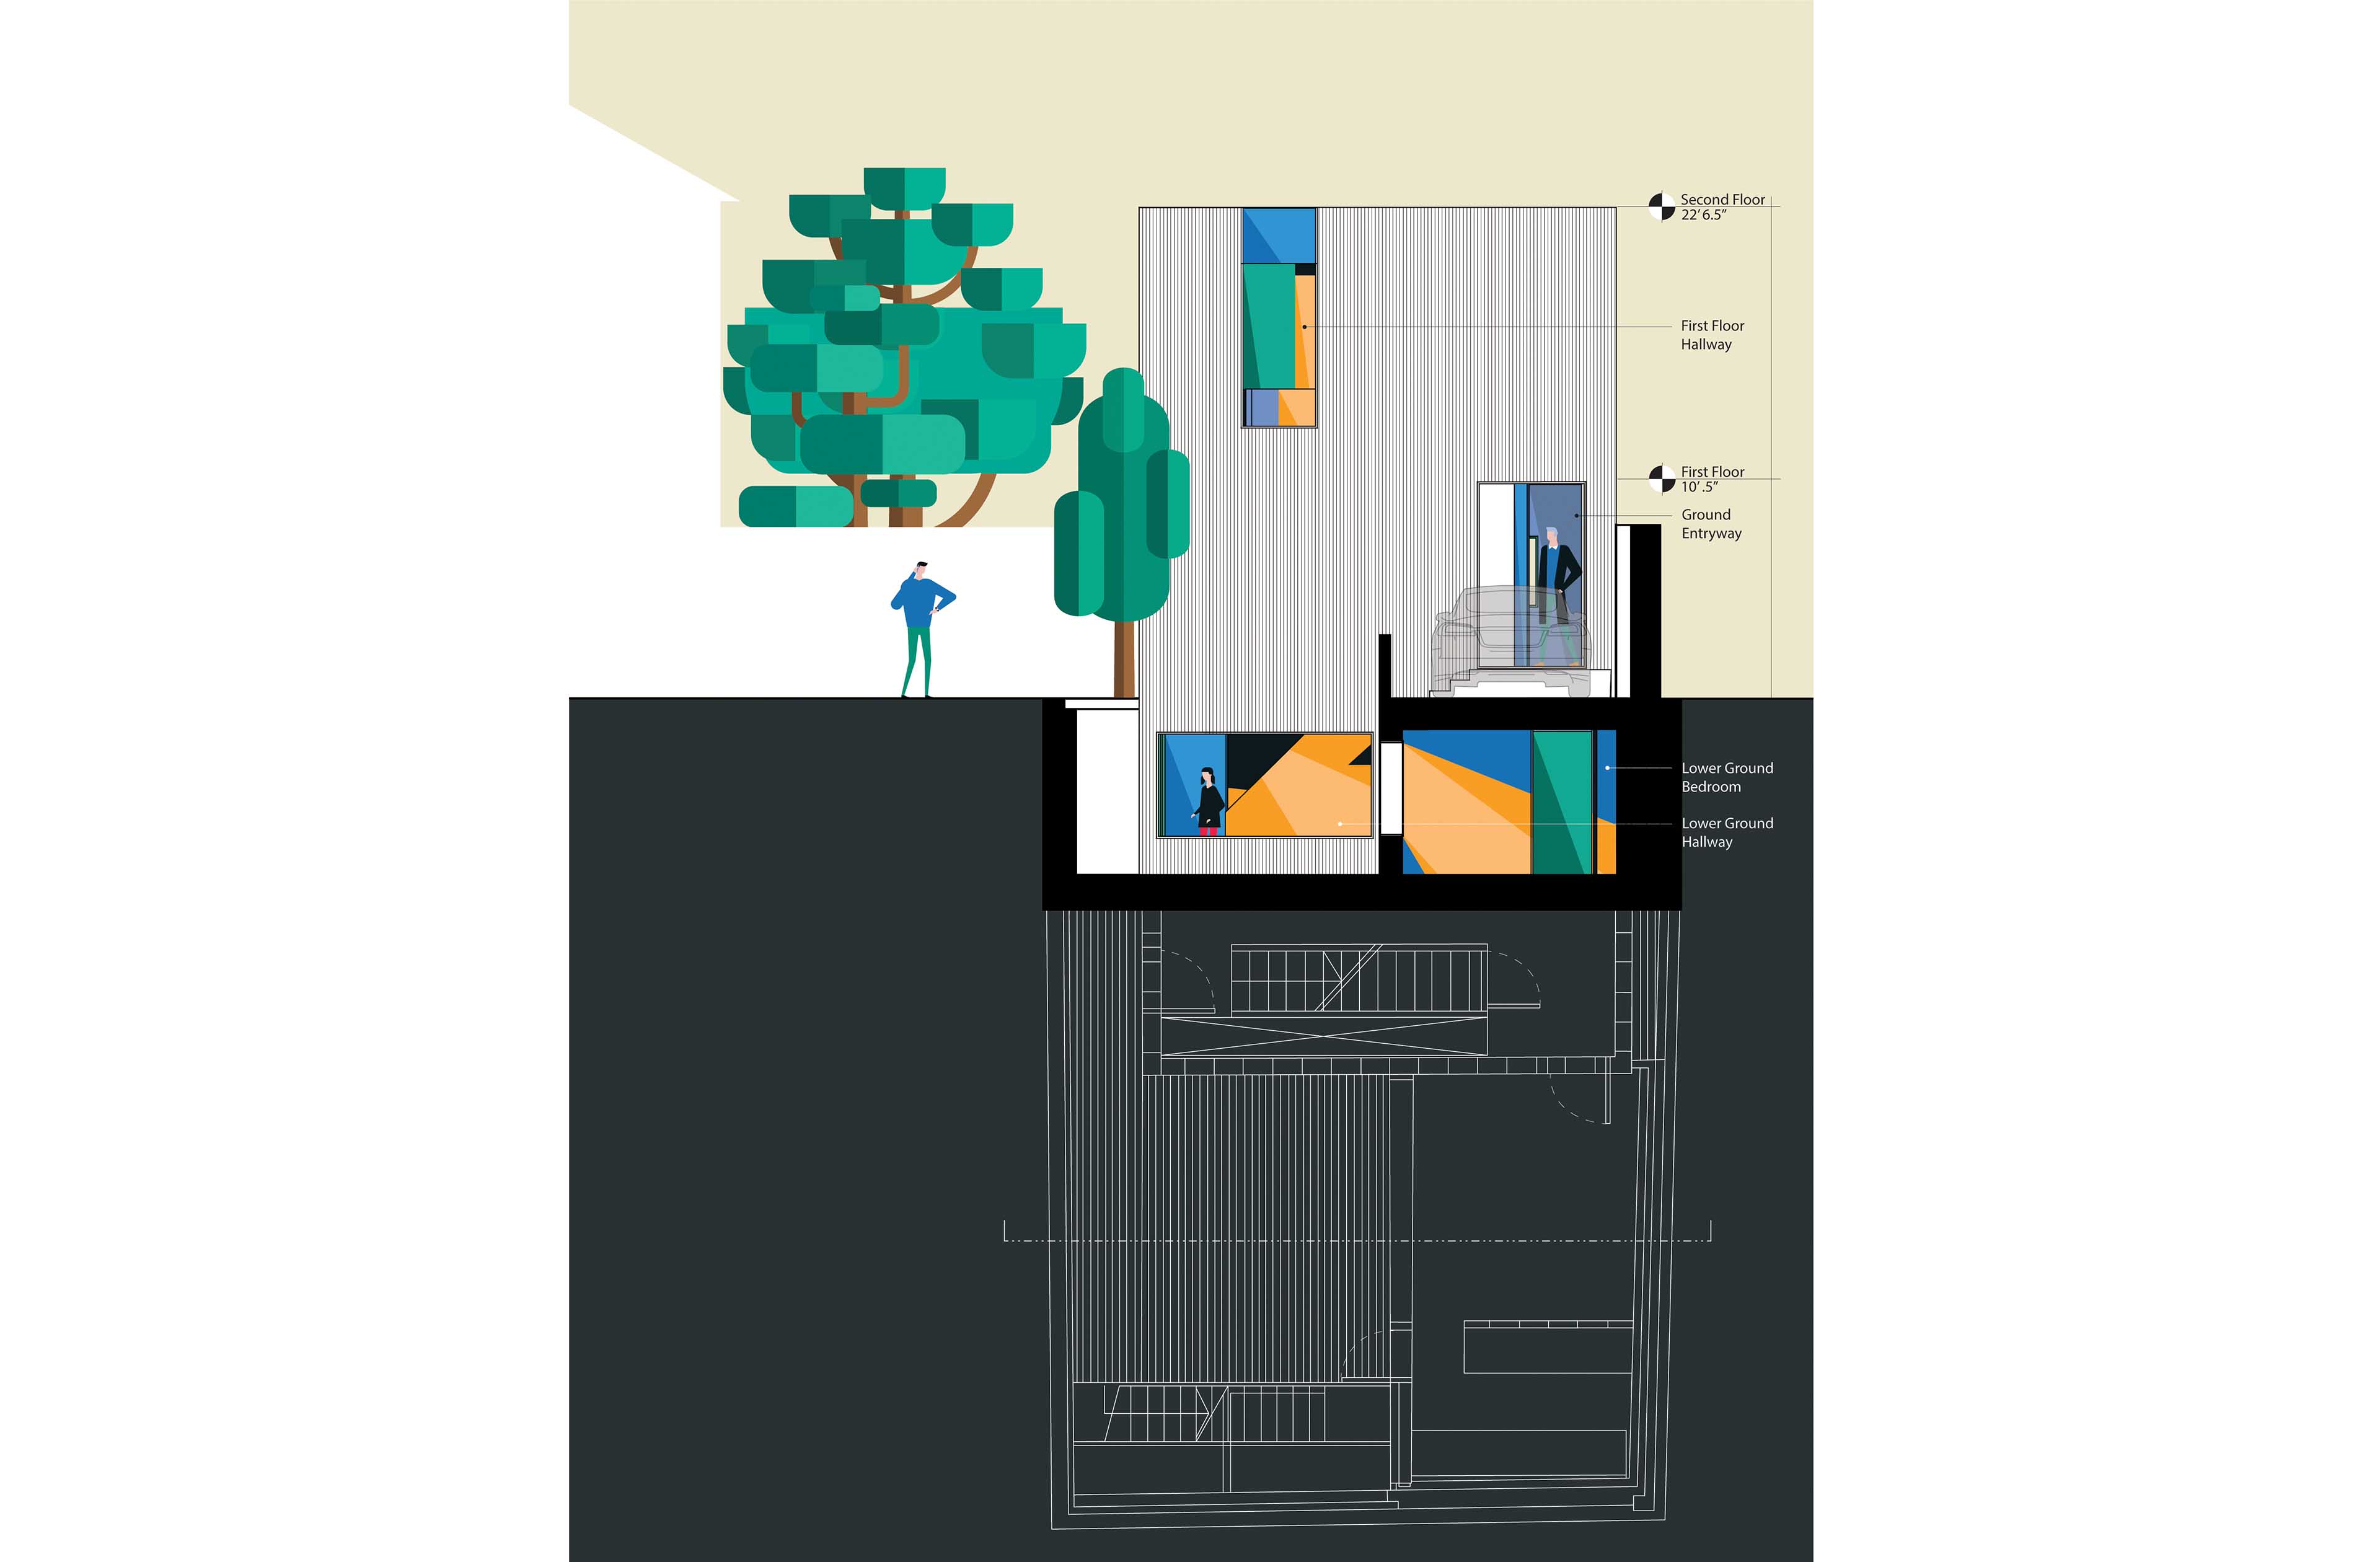 Second Floor
22’ 6.5”
First Floor
Hallway
First Floor
10’ .5”
Ground
Entryway
Lower Ground
Bedroom
Lower Ground
Hallway